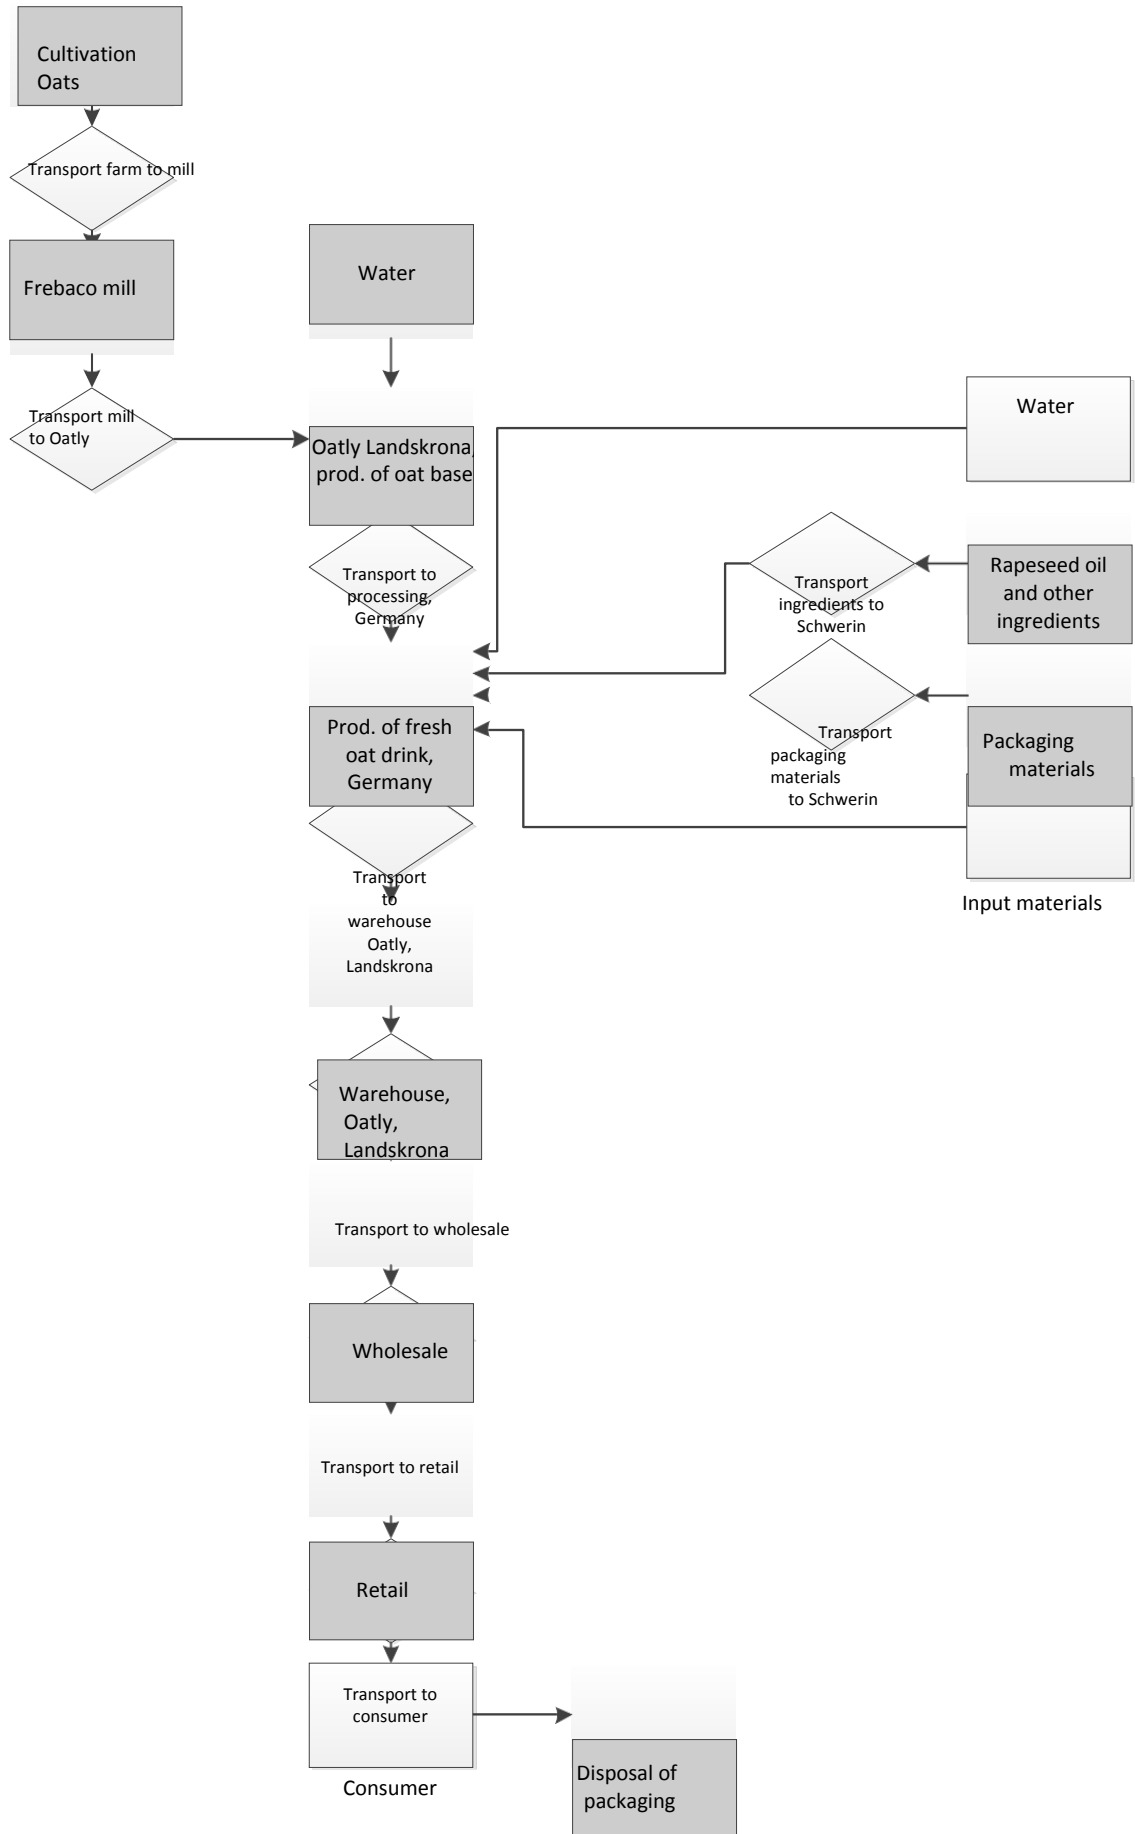 Cultivation
Oats
Transport farm to mill
Frebaco mill
Water
Transport mill
to Oatly
Oatly Landskrona,
prod. of oat base
Water
Transport to
processing,
Germany
Transport
ingredients to
Schwerin
Rapeseed oil
and other
ingredients
Prod. of fresh
oat drink,
Germany
Transport
packaging
materials
to Schwerin
Packaging
materials
Input materials
Transport
to
warehouse
Oatly,
Landskrona
Warehouse,
Oatly,
Landskrona
Transport to wholesale
Wholesale
Transport to retail
Retail
Transport to
consumer
Consumer
Disposal of
packaging